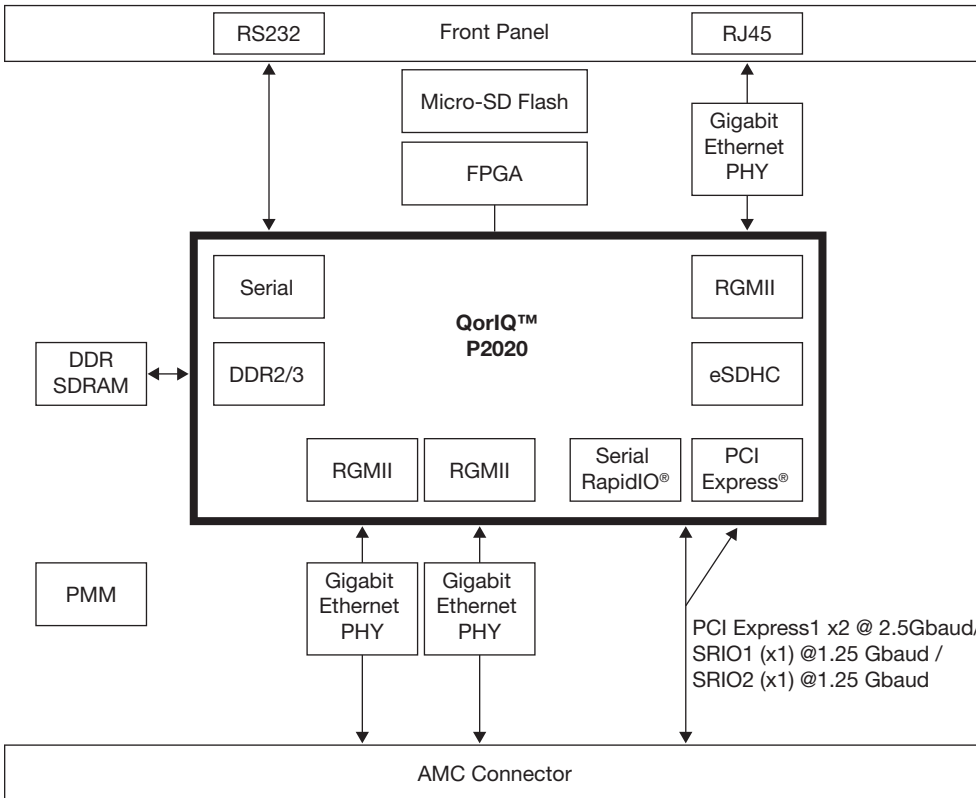 RS232
Front Panel
RJ45
Micro-SD Flash
Gigabit
Ethernet
PHY
FPGA
Serial
QorIQ™
P2020
RGMII
DDR
SDRAM
DDR2/3
eSDHC
RGMII
RGMII
Serial
RapidIO®
PCI
Express®
PMM
Gigabit
Ethernet
PHY
Gigabit
Ethernet
PHY
PCI Express1 x2 @ 2.5Gbaud/
SRIO1 (x1) @1.25 Gbaud /
SRIO2 (x1) @1.25 Gbaud
AMC Connector